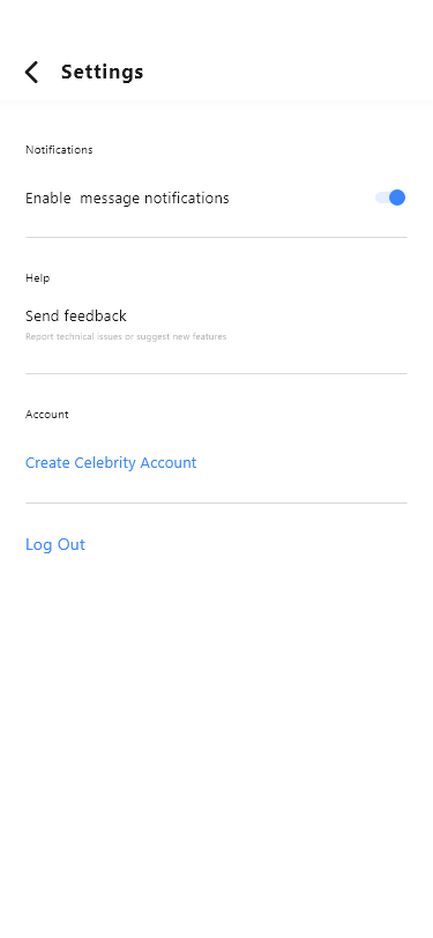 Settings
Notifications
Enable  message notifications
Help
Send feedback
Report technical issues or suggest new features
Account
Create Celebrity Account
Log Out